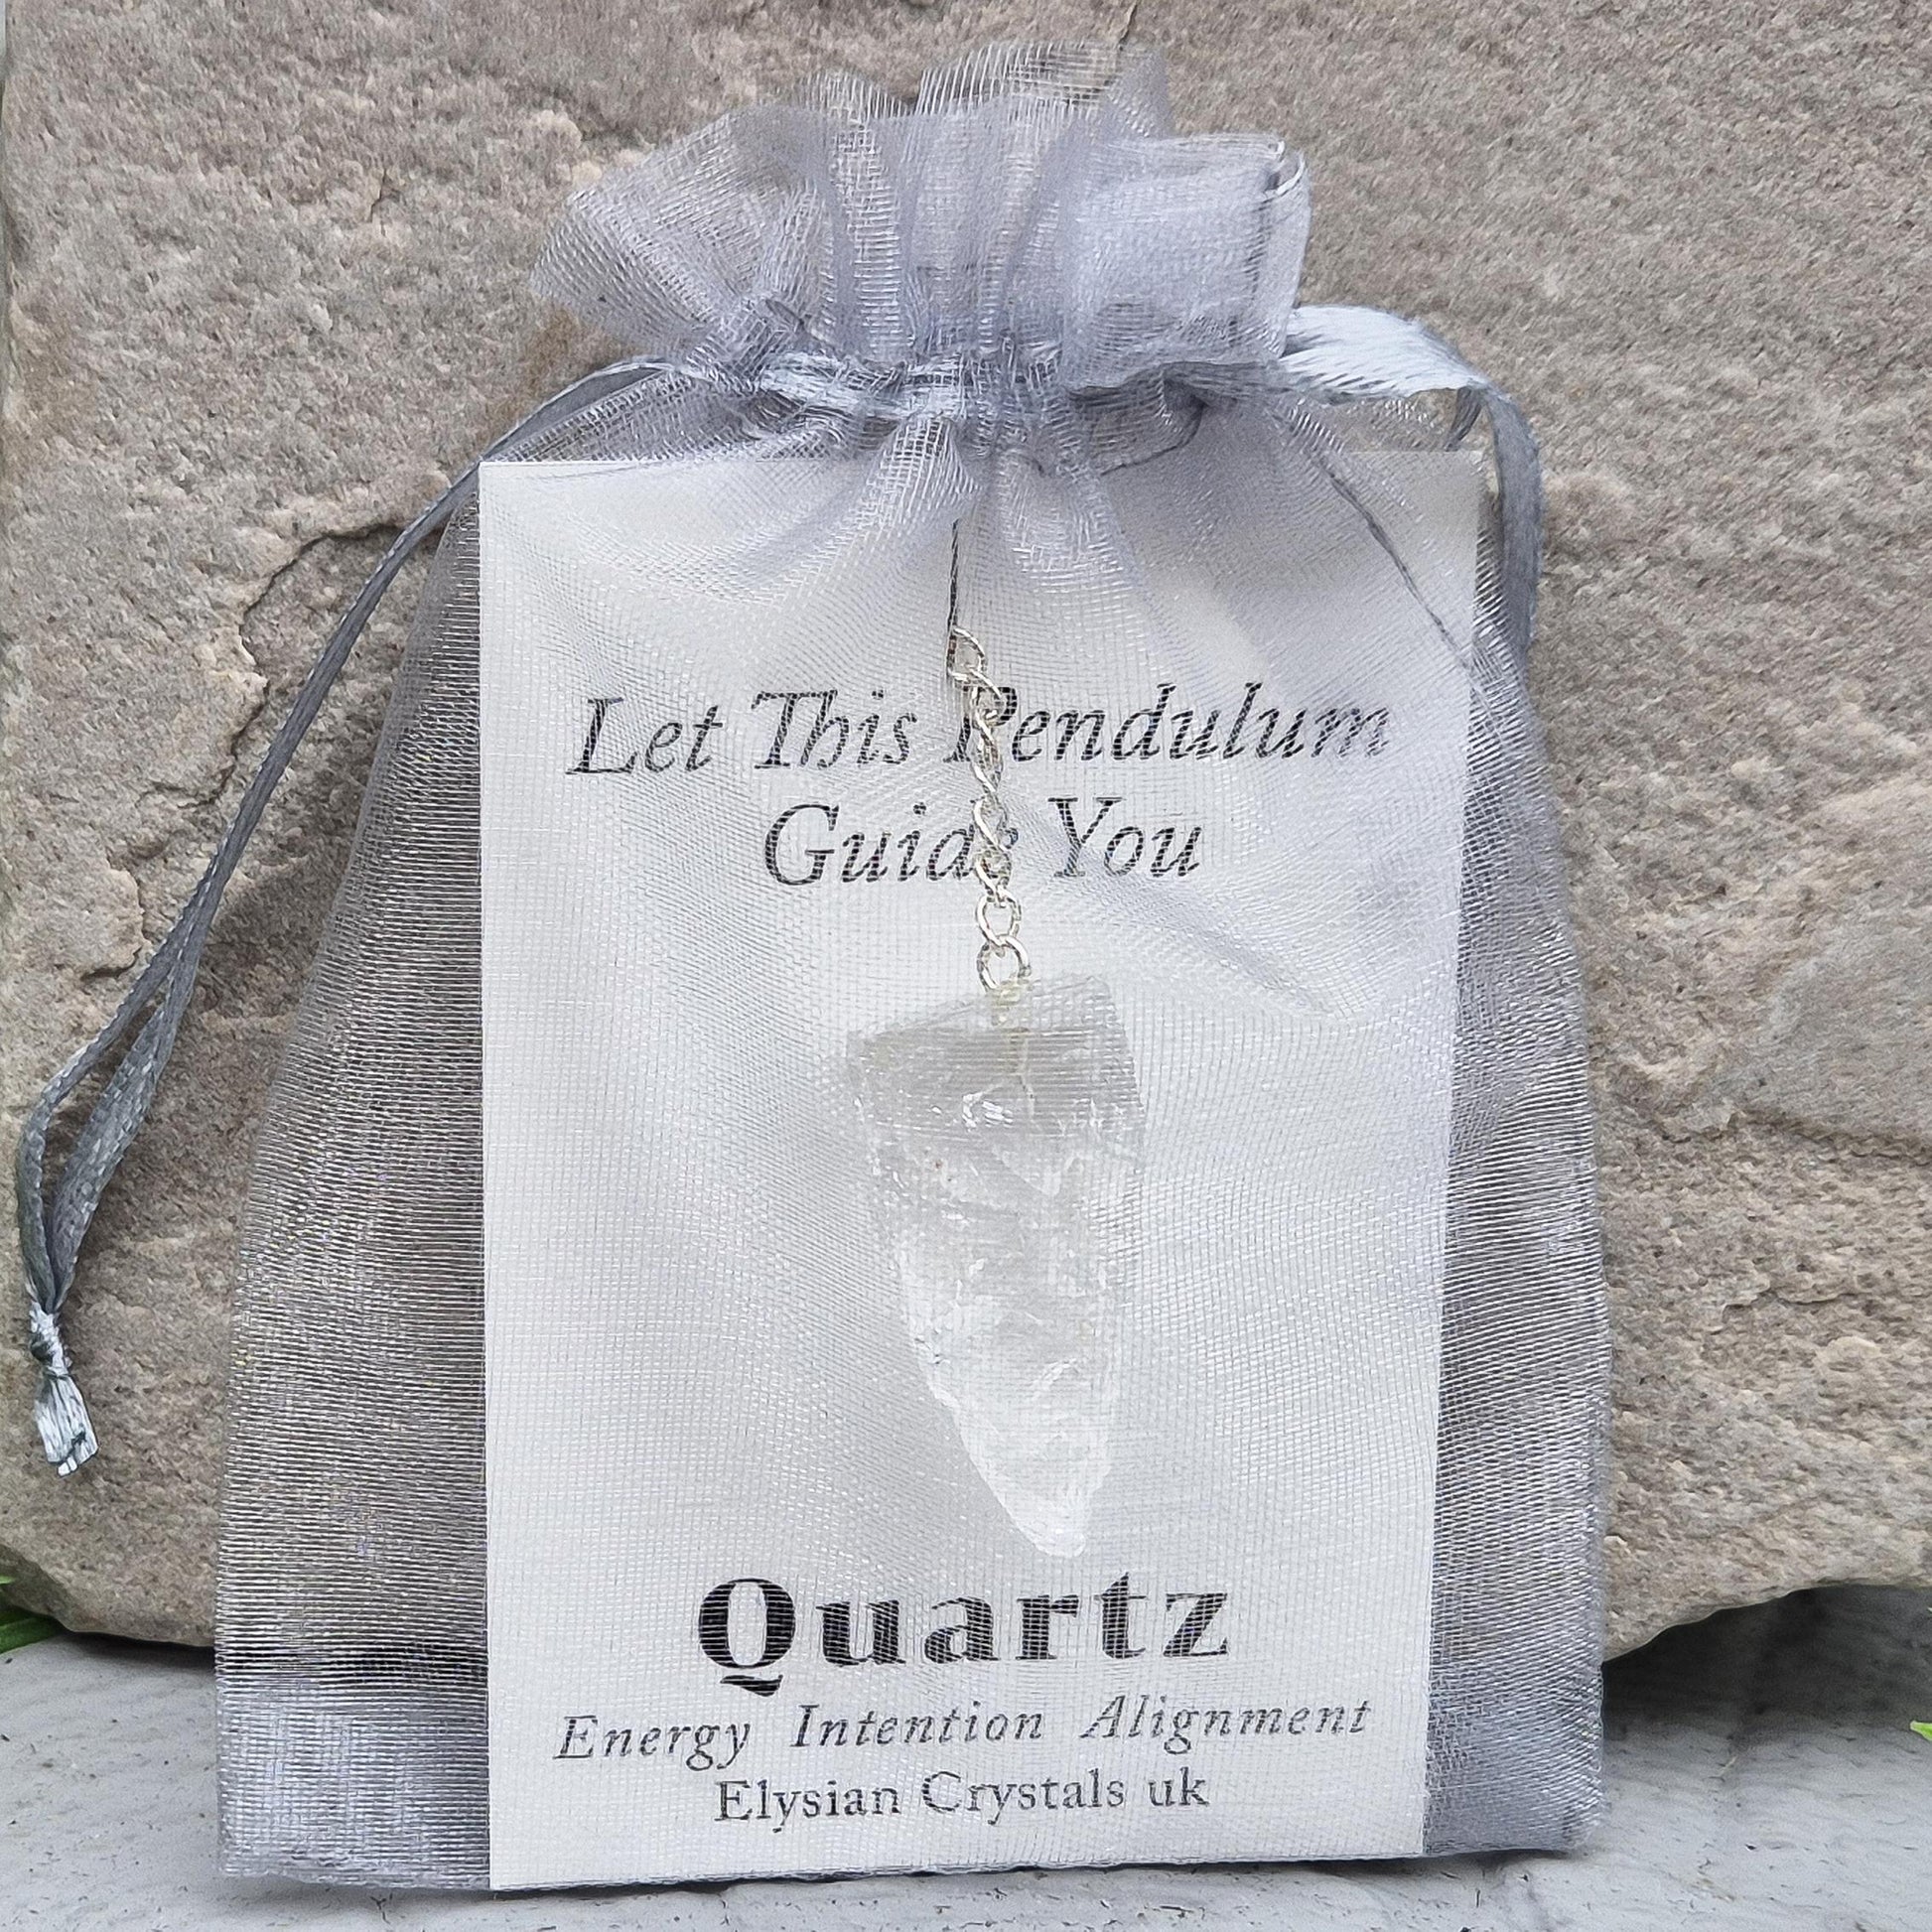 Let This Pendulum
Guide You
Quartz
Energy Intention Alignment
Elysian Crystals uk